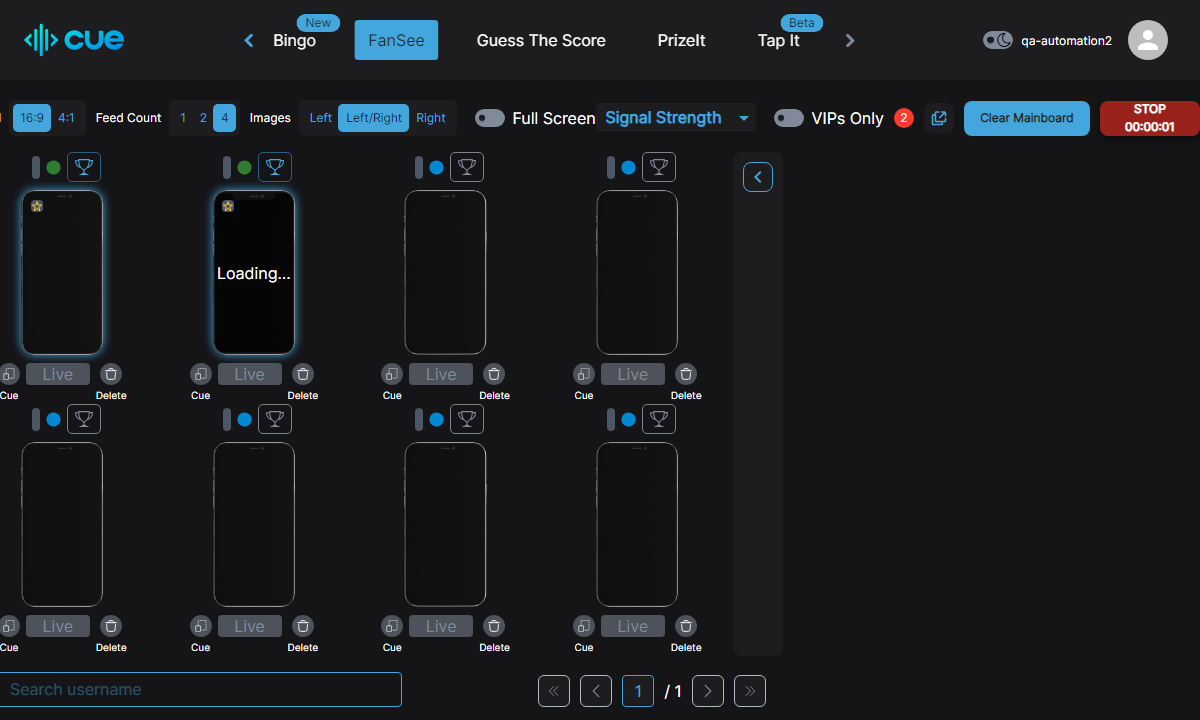 cue
New
Bingo
FanSee
Guess The Score
PrizeIt
Beta
Tap It
qa-automation2
16:9
4:1
Feed Count
1
2
4
Images
Left
Left/Right
Right
Full Screen
Signal Strength
VIPs Only
2
Clear Mainboard
STOP
00:00:01
Loading...
Live
Live
Live
Live
Cue
Delete
Cue
Delete
Cue
Delete
Cue
Delete
Live
Live
Live
Live
Cue
Delete
Cue
Delete
Cue
Delete
Cue
Delete
Search username
1
/ 1